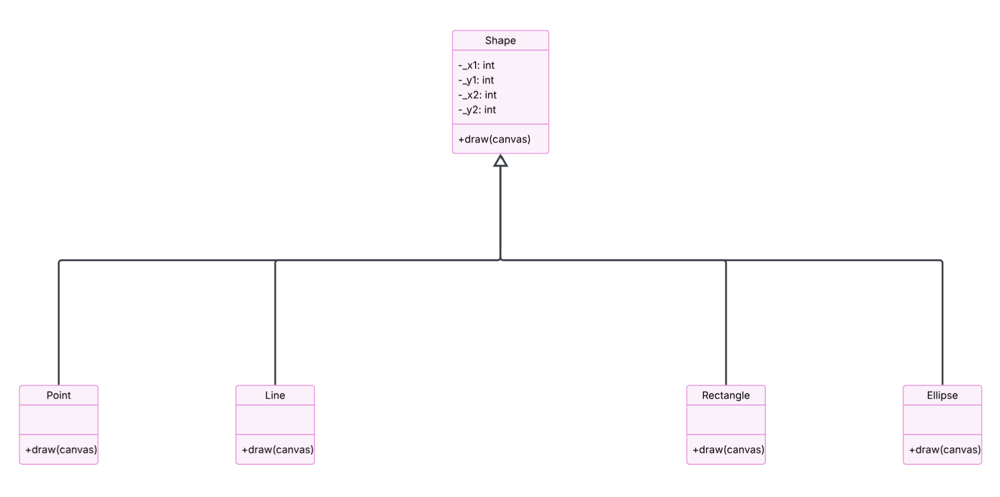 Shape
-_x1: int
-_y1: int
-_x2: int
-_y2: int
+draw(canvas)
Point
+draw(canvas)
Line
+draw(canvas)
Rectangle
+draw(canvas)
Ellipse
+draw(canvas)